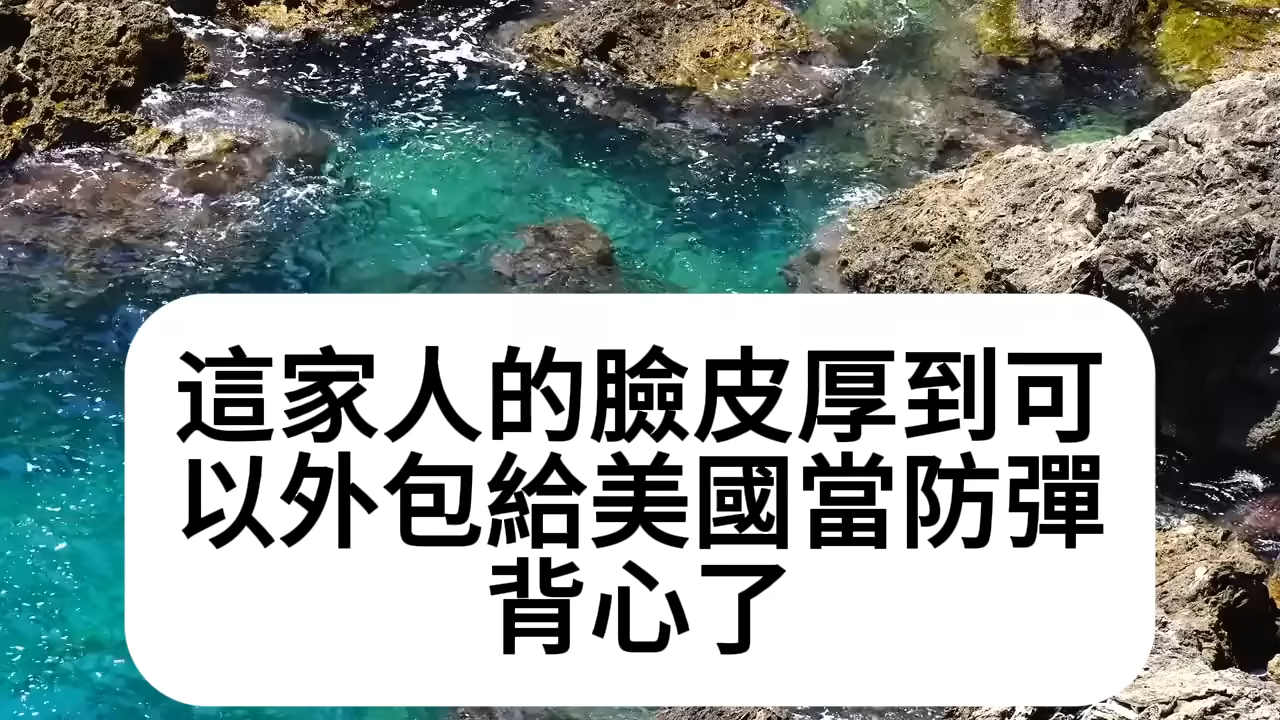 這家人的臉皮厚到可
以外包給美國當防彈
背心了